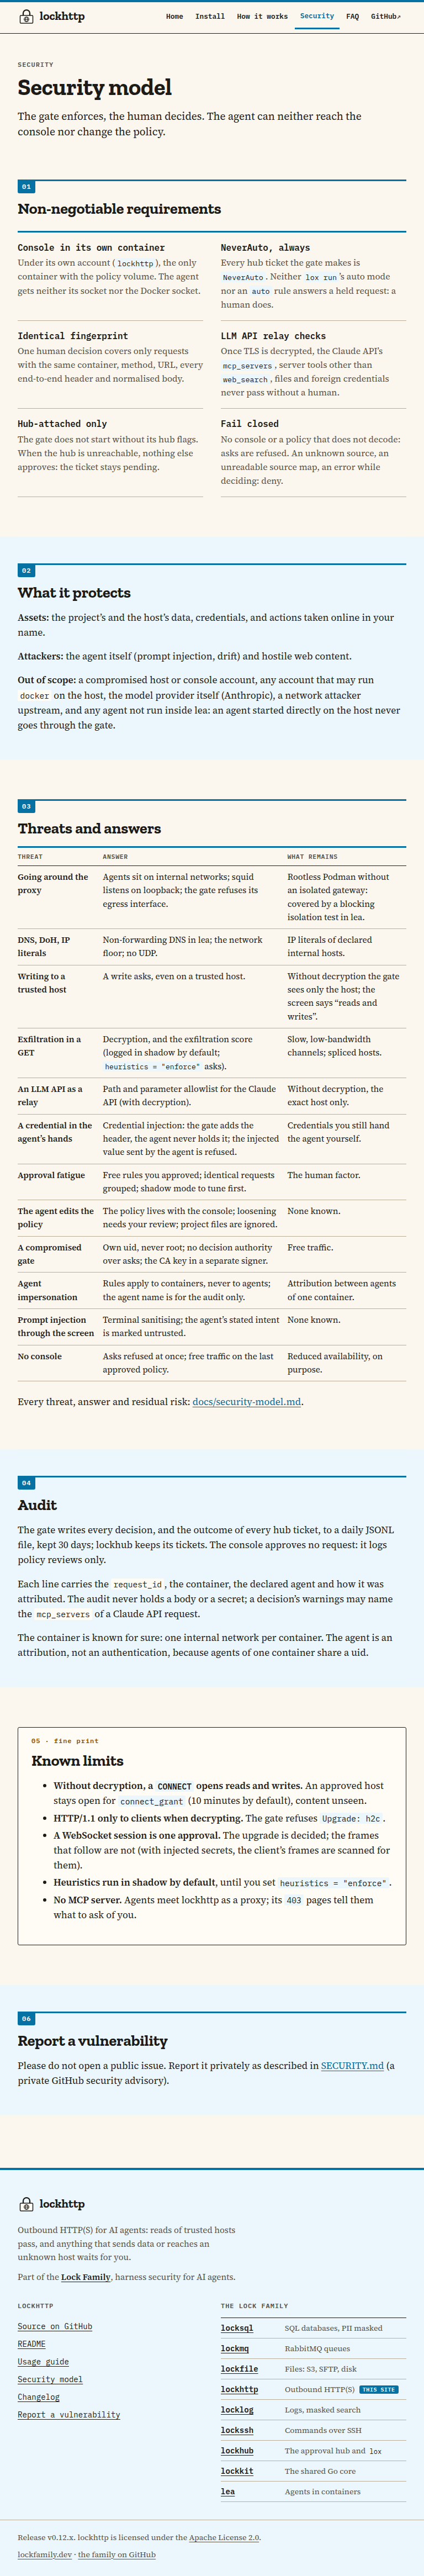 lockhttp
Home Install How it works Security FAQ GitHub↗
SECURITY
Security model
The gate enforces, the human decides. The agent can neither reach the
console nor change the policy.
01
Non-negotiable requirements
Console in its own container
Under its own account ( lockhttp ), the only
container with the policy volume. The agent
gets neither its socket nor the Docker socket.
NeverAuto, always
Every hub ticket the gate makes is
NeverAuto . Neither lox run 's auto mode
nor an auto rule answers a held request: a
human does.
Identical fingerprint
One human decision covers only requests
with the same container, method, URL, every
end-to-end header and normalised body.
LLM API relay checks
Once TLS is decrypted, the Claude API's
mcp_servers , server tools other than
web_search , files and foreign credentials
never pass without a human.
Hub-attached only
The gate does not start without its hub flags.
When the hub is unreachable, nothing else
approves: the ticket stays pending.
Fail closed
No console or a policy that does not decode:
asks are refused. An unknown source, an
unreadable source map, an error while
deciding: deny.
02
What it protects
Assets: the project's and the host's data, credentials, and actions taken online in your
name.
Attackers: the agent itself (prompt injection, drift) and hostile web content.
Out of scope: a compromised host or console account, any account that may run
docker on the host, the model provider itself (Anthropic), a network attacker
upstream, and any agent not run inside lea: an agent started directly on the host never
goes through the gate.
03
Threats and answers
THREAT ANSWER WHAT REMAINS
Going around the
proxy
Agents sit on internal networks; squid
listens on loopback; the gate refuses its
egress interface.
Rootless Podman without
an isolated gateway:
covered by a blocking
isolation test in lea.
DNS, DoH, IP
literals
Non-forwarding DNS in lea; the network
floor; no UDP.
IP literals of declared
internal hosts.
Writing to a
trusted host
A write asks, even on a trusted host.
Without decryption the gate
sees only the host; the
screen says "reads and
writes".
Exfiltration in a
GET
Decryption, and the exfiltration score
(logged in shadow by default;
heuristics = "enforce" asks).
Slow, low-bandwidth
channels; spliced hosts.
An LLM API as a
relay
Path and parameter allowlist for the Claude
API (with decryption).
Without decryption, the
exact host only.
A credential in the
agent's hands
Credential injection: the gate adds the
header, the agent never holds it; the injected
value sent by the agent is refused.
Credentials you still hand
the agent yourself.
Approval fatigue
Free rules you approved; identical requests
grouped; shadow mode to tune first.
The human factor.
The agent edits the
policy
The policy lives with the console; loosening
needs your review; project files are ignored.
None known.
A compromised
gate
Own uid, never root; no decision authority
over asks; the CA key in a separate signer.
Free traffic.
Agent
impersonation
Rules apply to containers, never to agents;
the agent name is for the audit only.
Attribution between agents
of one container.
Prompt injection
through the screen
Terminal sanitising; the agent's stated intent
is marked untrusted.
None known.
No console
Asks refused at once; free traffic on the last
approved policy.
Reduced availability, on
purpose.
Every threat, answer and residual risk: docs/security-model.md.
04
Audit
The gate writes every decision, and the outcome of every hub ticket, to a daily JSONL
file, kept 30 days; lockhub keeps its tickets. The console approves no request: it logs
policy reviews only.
Each line carries the request_id , the container, the declared agent and how it was
attributed. The audit never holds a body or a secret; a decision's warnings may name
the mcp_servers of a Claude API request.
The container is known for sure: one internal network per container. The agent is an
attribution, not an authentication, because agents of one container share a uid.
05 - fine print
Known limits
• Without decryption, a CONNECT opens reads and writes. An approved host
stays open for connect_grant (10 minutes by default), content unseen.
• HTTP/1.1 only to clients when decrypting. The gate refuses Upgrade: h2c .
• A WebSocket session is one approval. The upgrade is decided; the frames
that follow are not (with injected secrets, the client's frames are scanned for
them).
• Heuristics run in shadow by default, until you set heuristics = "enforce" .
• No MCP server. Agents meet lockhttp as a proxy; its 403 pages tell them
what to ask of you.
06
Report a vulnerability
Please do not open a public issue. Report it privately as described in SECURITY.md (a
private GitHub security advisory).
lockhttp
Outbound HTTP(S) for AI agents: reads of trusted hosts
pass, and anything that sends data or reaches an
unknown host waits for you.
Part of the Lock Family, harness security for AI agents.
LOCKHTTP
Source on GitHub
README
Usage guide
Security model
Changelog
Report a vulnerability
THE LOCK FAMILY
locksql SQL databases, PII masked
lockmq RabbitMQ queues
lockfile Files: S3, SFTP, disk
lockhttp Outbound HTTP(S) THIS SITE
locklog Logs, masked search
lockssh Commands over SSH
lockhub The approval hub and lox
lockkit The shared Go core
lea Agents in containers
Release v0.12.x. lockhttp is licensed under the Apache License 2.0.
lockfamily.dev · the family on GitHub